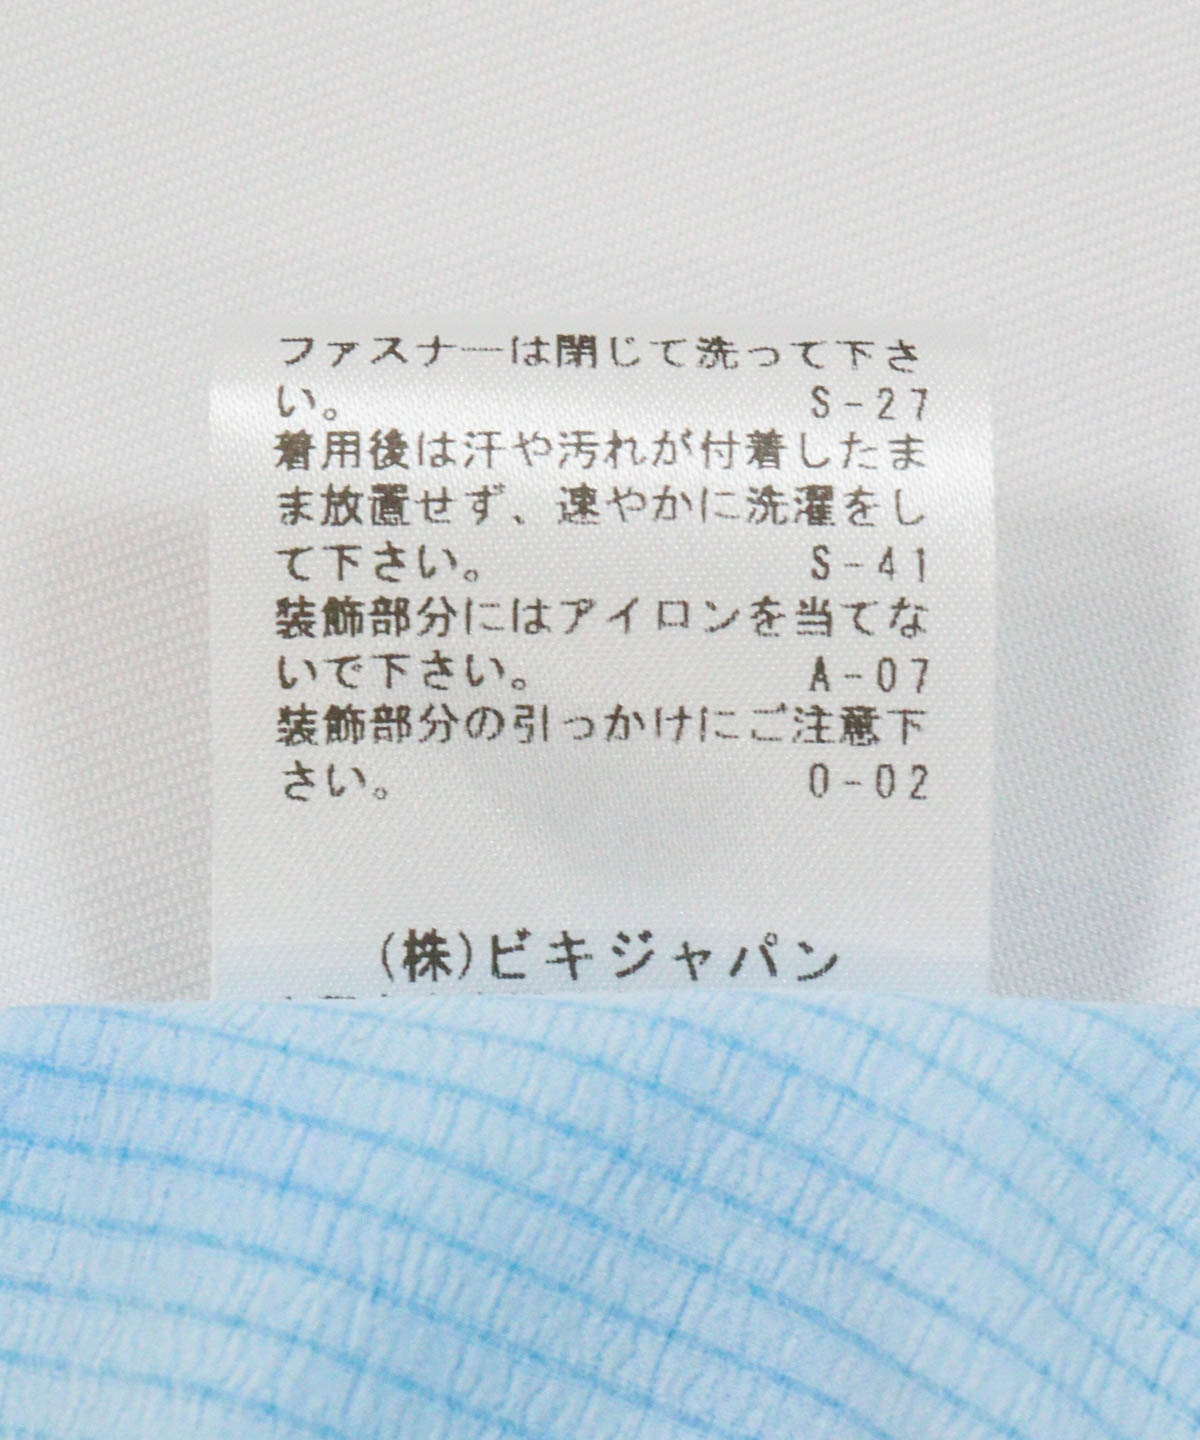 ファスナーは閉じて洗って下さ
い。 S-27
着用後は汗や汚れが付着したま
ま放置せず、速やかに洗濯をし
て下さい。 S-41
装飾部分にはアイロンを当てな
いで下さい。 A-07
装飾部分の引っかけにご注意下
さい。 O-02
(株)ビキジャパン